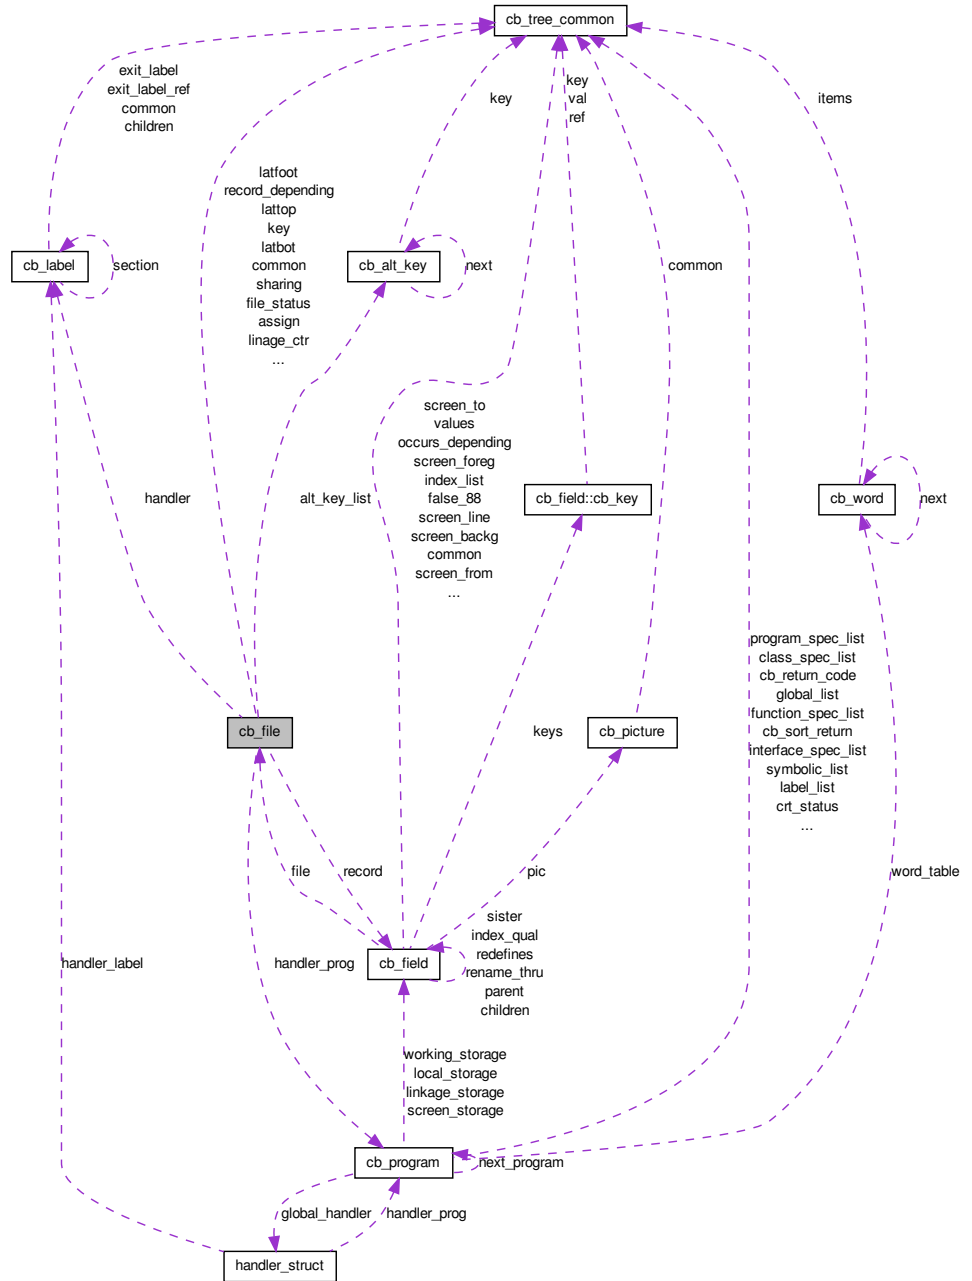 cb_tree_common
exit_label
exit_label_ref
common
children
key
key
val
ref
items
latfoot
record_depending
lattop
key
latbot
common
sharing
file_status
assign
linage_ctr
...
cb_label
section
cb_alt_key
next
common
screen_to
values
occurs_depending
screen_foreg
index_list
false_88
screen_line
screen_backg
common
screen_from
...
handler
alt_key_list
cb_field::cb_key
cb_word
next
program_spec_list
class_spec_list
cb_return_code
global_list
function_spec_list
cb_sort_return
interface_spec_list
symbolic_list
label_list
crt_status
...
cb_file
keys
cb_picture
file
record
pic
word_table
handler_label
handler_prog
cb_field
sister
index_qual
redefines
rename_thru
parent
children
working_storage
local_storage
linkage_storage
screen_storage
cb_program
next_program
global_handler
handler_prog
handler_struct